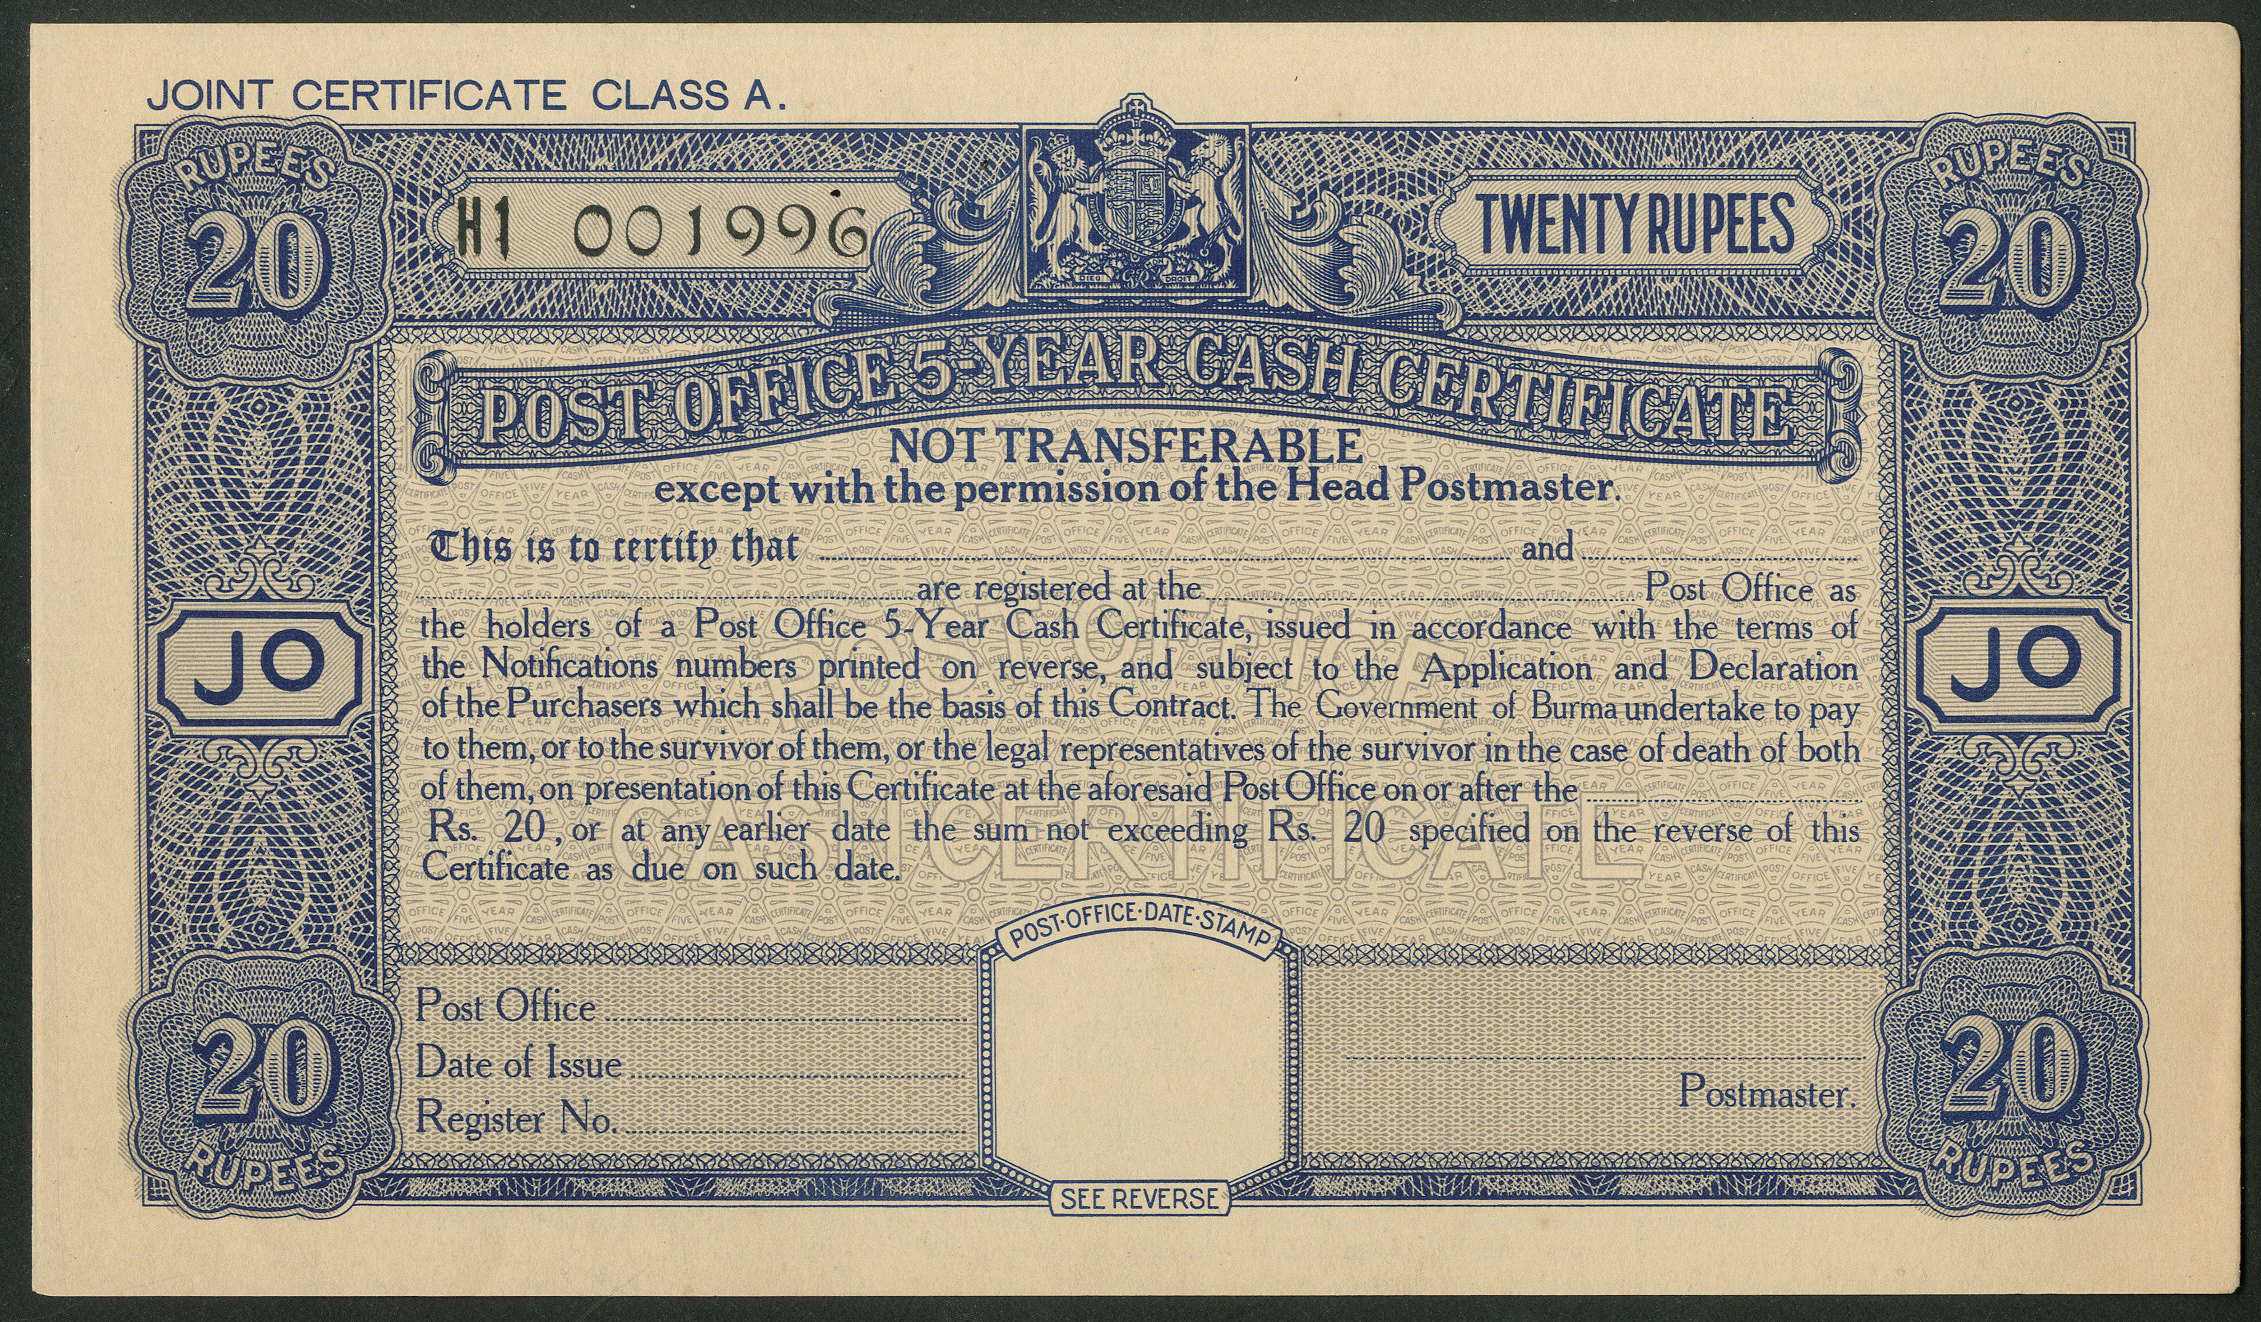 JOINT CERTIFICATE CLASS A.
RUPEES
20
H1 001996
DIEU DROIT
TWENTY RUPEES
RUPEES
20
POST OFFICE 5-YEAR CASH CERTIFICATE
NOT TRANSFERABLE
except with the permission of the Head Postmaster.
This is to certify that and
are registered at the Post Office as
the holders of a Post Office 5-Year Cash Certificate, issued in accordance with the terms of
the Notifications numbers printed on reverse, and subject to the Application and Declaration
of the Purchasers which shall be the basis of this Contract. The Government of Burma undertake to pay
to them, or to the survivor of them, or the legal representatives of the survivor in the case of death of both
of them, on presentation of this Certificate at the aforesaid Post Office on or after the
Rs. 20, or at any earlier date the sum not exceeding Rs. 20 specified on the reverse of this
Certificate as due on such date.
JO
JO
POST OFFICE
CASH CERTIFICATE
POST·OFFICE·DATE·STAMP
Post Office
Date of Issue
Register No.
Postmaster.
20
RUPEES
20
RUPEES
SEE REVERSE